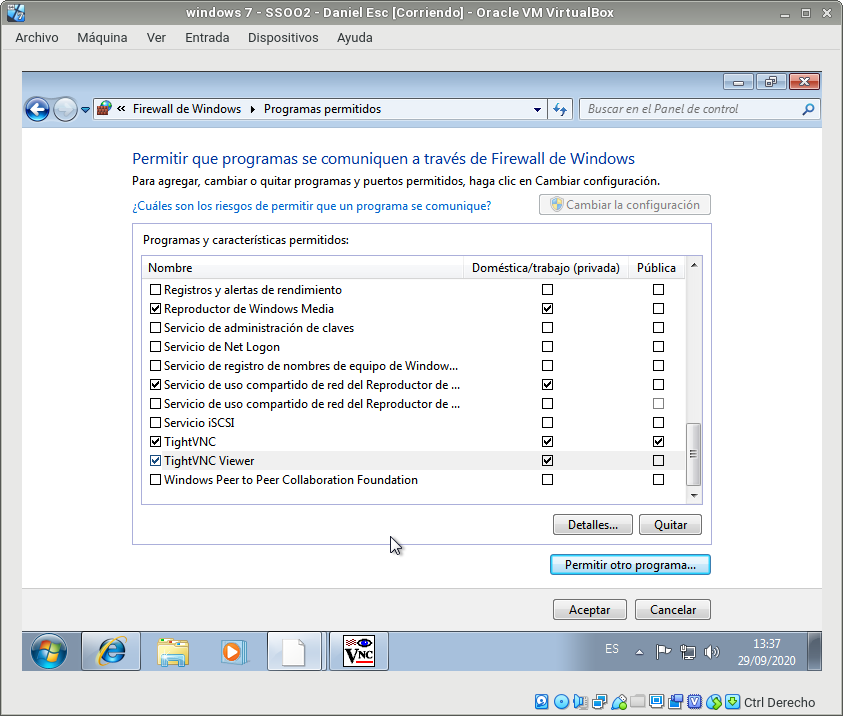 windows 7 - SSOO2 - Daniel Esc [Corriendo] - Oracle VM VirtualBox
Archivo Máquina Ver Entrada Dispositivos Ayuda
« Firewall de Windows Programas permitidos Buscar en el Panel de control
Permitir que programas se comuniquen a través de Firewall de Windows
Para agregar, cambiar o quitar programas y puertos permitidos, haga clic en Cambiar configuración.
¿Cuáles son los riesgos de permitir que un programa se comunique? Cambiar la configuración
Programas y características permitidos:
Nombre Doméstica/trabajo (privada) Pública
Registros y alertas de rendimiento
Reproductor de Windows Media
Servicio de administración de claves
Servicio de Net Logon
Servicio de registro de nombres de equipo de Window...
Servicio de uso compartido de red del Reproductor de ...
Servicio de uso compartido de red del Reproductor de ...
Servicio iSCSI
TightVNC
TightVNC Viewer
Windows Peer to Peer Collaboration Foundation
Detalles... Quitar
Permitir otro programa...
Aceptar Cancelar
VNC ES 13:37
29/09/2020
Ctrl Derecho